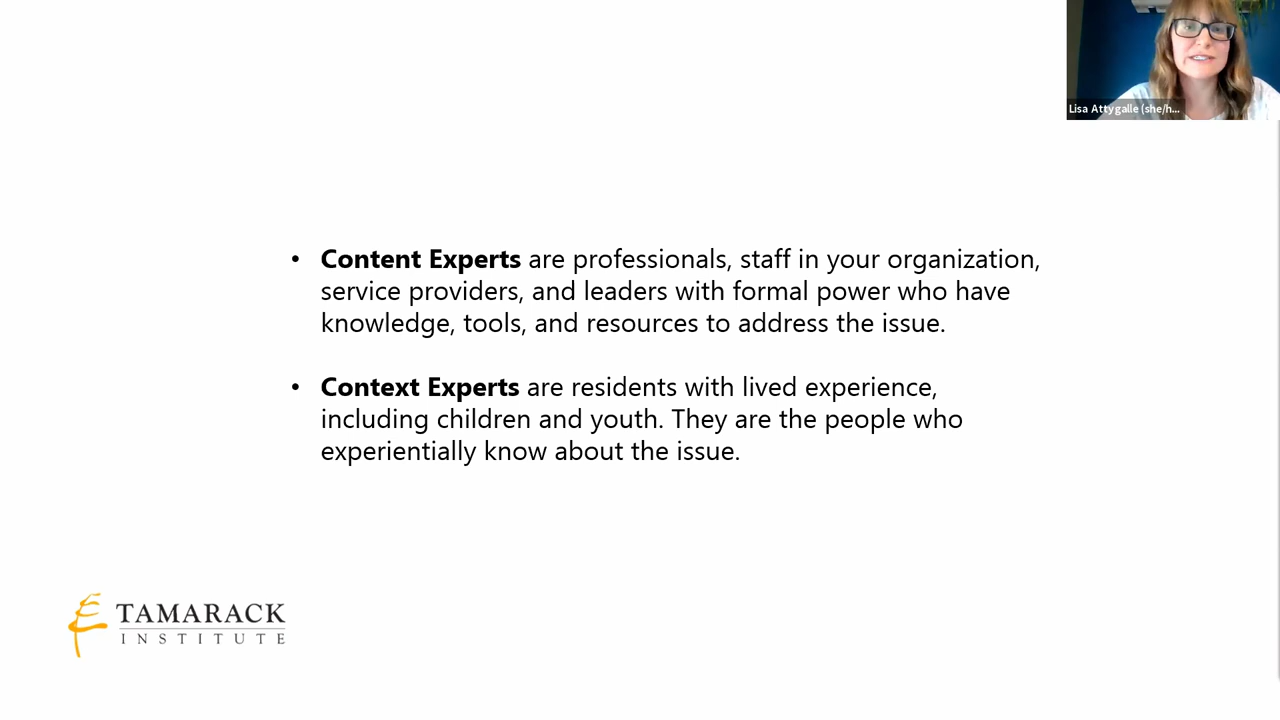 Lisa Attygalle (she/h...
• Content Experts are professionals, staff in your organization,
service providers, and leaders with formal power who have
knowledge, tools, and resources to address the issue.
• Context Experts are residents with lived experience,
including children and youth. They are the people who
experientially know about the issue.
TAMARACK
INSTITUTE